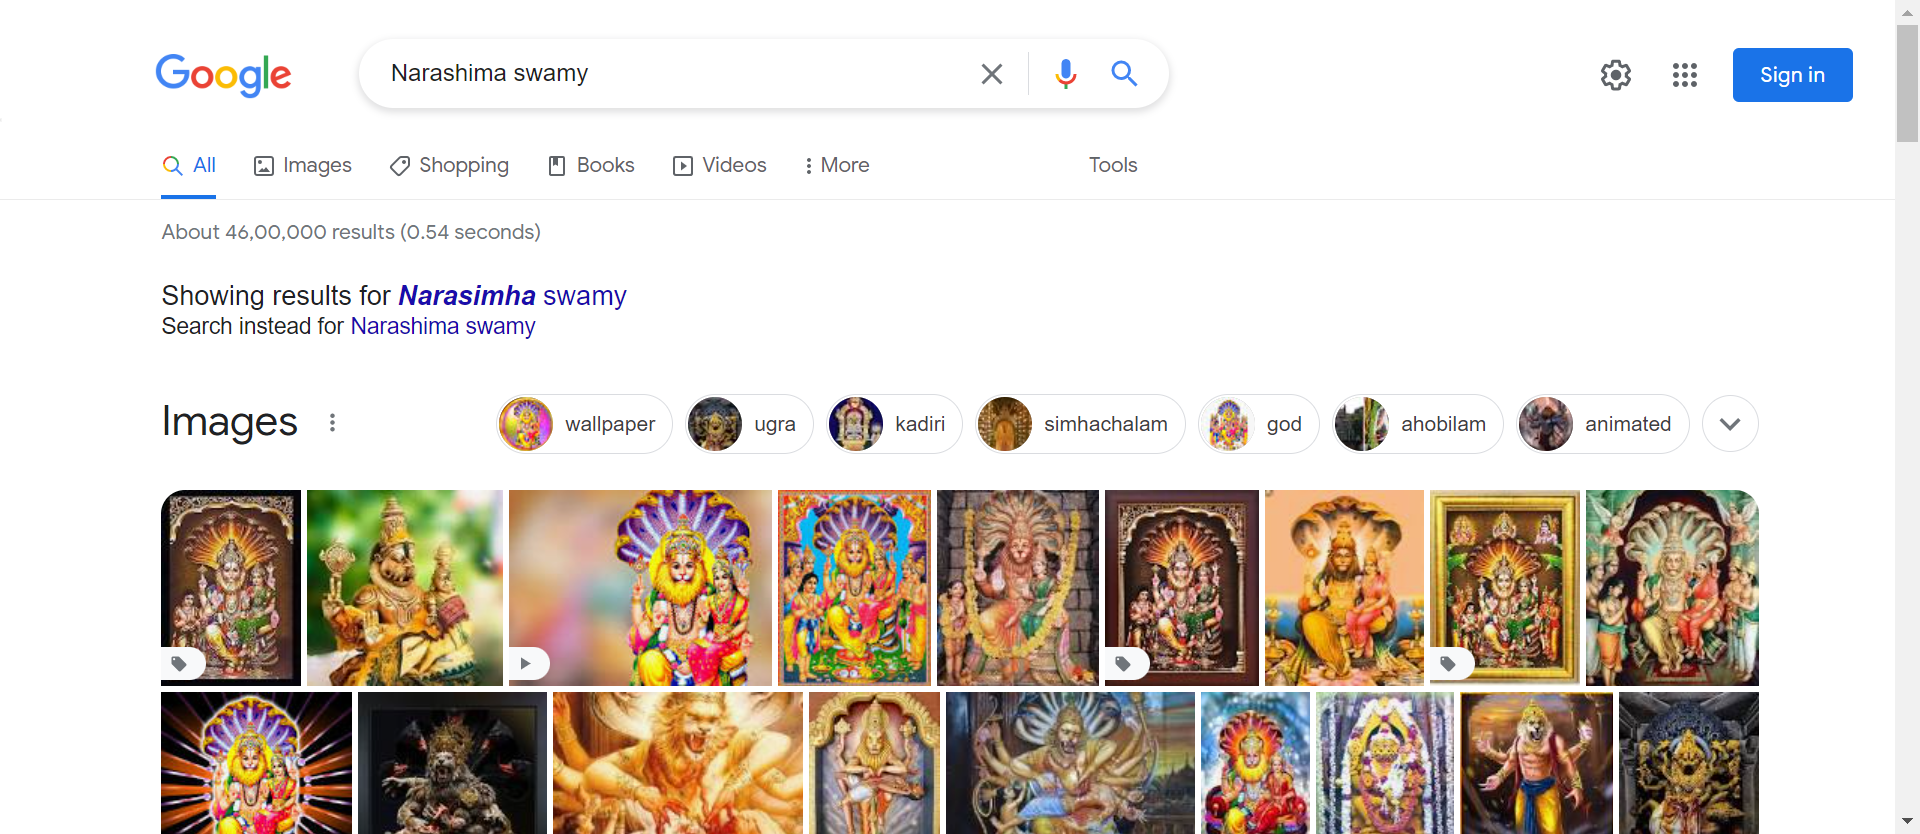 Google
Narashima swamy
Sign in
All Images Shopping Books Videos More Tools
About 46,00,000 results (0.54 seconds)
Showing results for Narasimha swamy
Search instead for Narashima swamy
Images
wallpaper ugra kadiri simhachalam god ahobilam animated